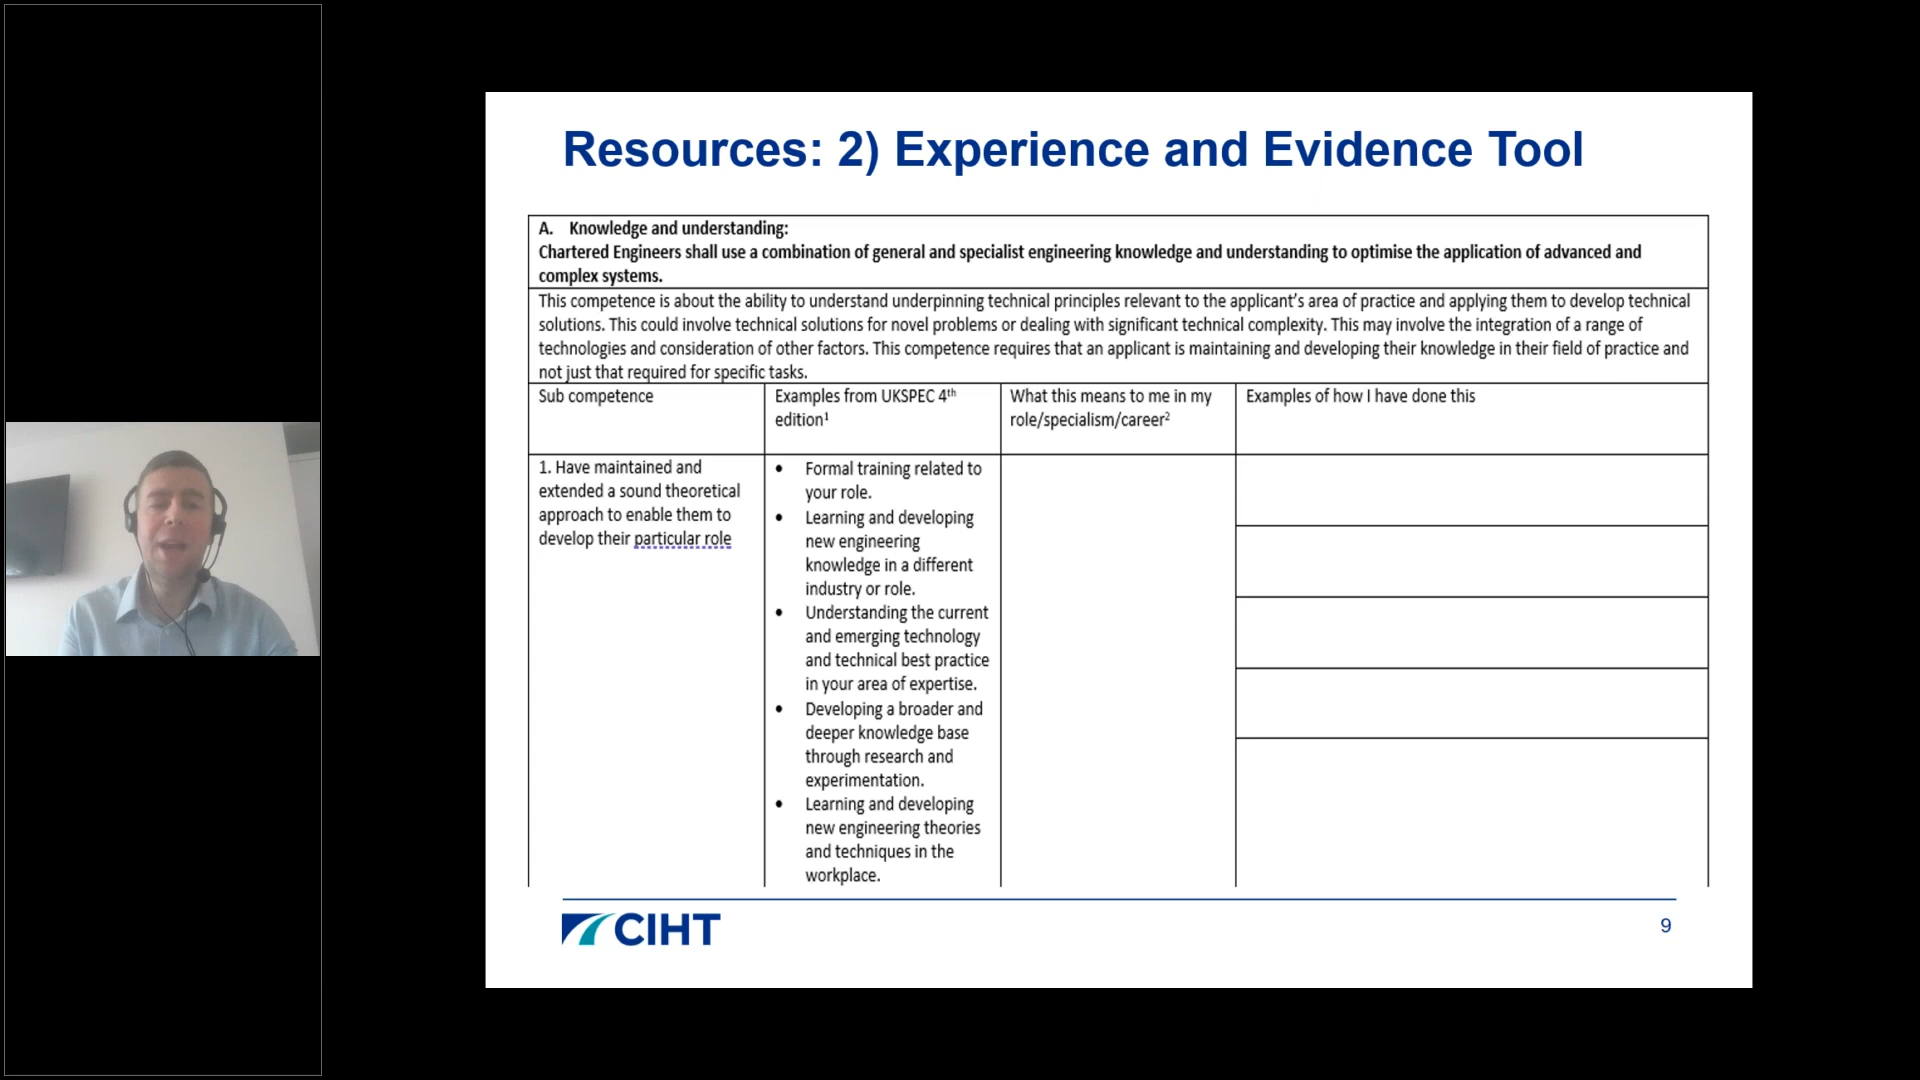 Resources: 2) Experience and Evidence Tool
A. Knowledge and understanding:
Chartered Engineers shall use a combination of general and specialist engineering knowledge and understanding to optimise the application of advanced and
complex systems.
This competence is about the ability to understand underpinning technical principles relevant to the applicant's area of practice and applying them to develop technical
solutions. This could involve technical solutions for novel problems or dealing with significant technical complexity. This may involve the integration of a range of
technologies and consideration of other factors. This competence requires that an applicant is maintaining and developing their knowledge in their field of practice and
not just that required for specific tasks.
Sub competence
Examples from UKSPEC 4th
edition1
What this means to me in my
role/specialism/career2
Examples of how I have done this
1. Have maintained and
extended a sound theoretical
approach to enable them to
develop their particular role
• Formal training related to
your role.
• Learning and developing
new engineering
knowledge in a different
industry or role.
• Understanding the current
and emerging technology
and technical best practice
in your area of expertise.
• Developing a broader and
deeper knowledge base
through research and
experimentation.
• Learning and developing
new engineering theories
and techniques in the
workplace.
CIHT
9